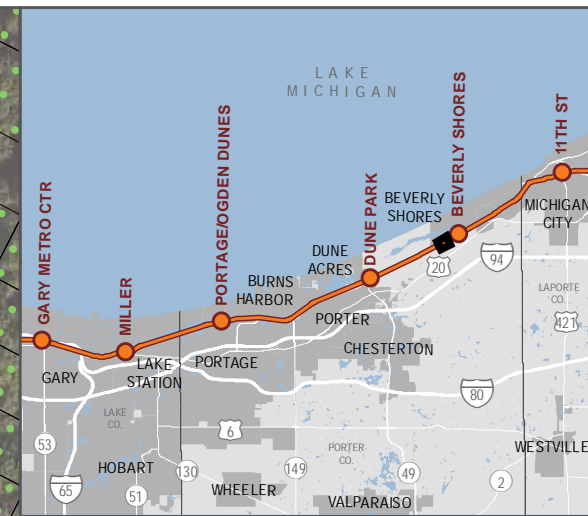 LAKE
MICHIGAN
GARY METRO CTR
MILLER
PORTAGE/OGDEN DUNES
DUNE PARK
BEVERLY SHORES
11TH ST
BEVERLY
SHORES
MICHIGAN
CITY
DUNE
ACRES
BURNS
HARBOR
20
94
LAPORTE
CO.
421
PORTER
CHESTERTON
LAKE
STATION
PORTAGE
GARY
80
LAKE
CO.
6
53
PORTER
CO.
WESTVILLE
HOBART
130
149
49
2
65
51
WHEELER
VALPARAISO